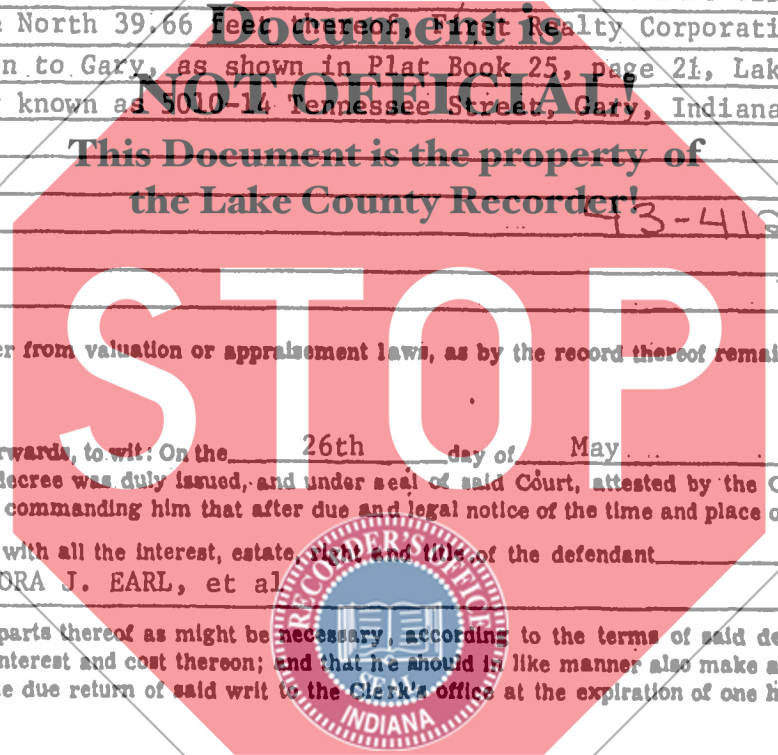 North 39.66 feet thereof, First Realty Corporati
n to Gary, as shown in Plat Book 25, page 21, Lak
known as 5010-14 Tennessee Street, Gary, Indiana
Document is
NOT OFFICIAL!
This Document is the property of
the Lake County Recorder!
93-41
STOP
er from valuation or appraisement laws, as by the record thereof remai
rwards, to wit: On the 26th day of May
decree was duly issued, and under seal of said Court, attested by the C
commanding him that after due and legal notice of the time and place o
with all the interest, estate, right and title of the defendant
ORA J. EARL, et al
parts thereof as might be necessary, according to the terms of said de
nterest and cost thereon; and that he should in like manner also make a
e due return of said writ to the Clerk's office at the expiration of one h
RECORDER'S OFFICE
SEAL
INDIANA